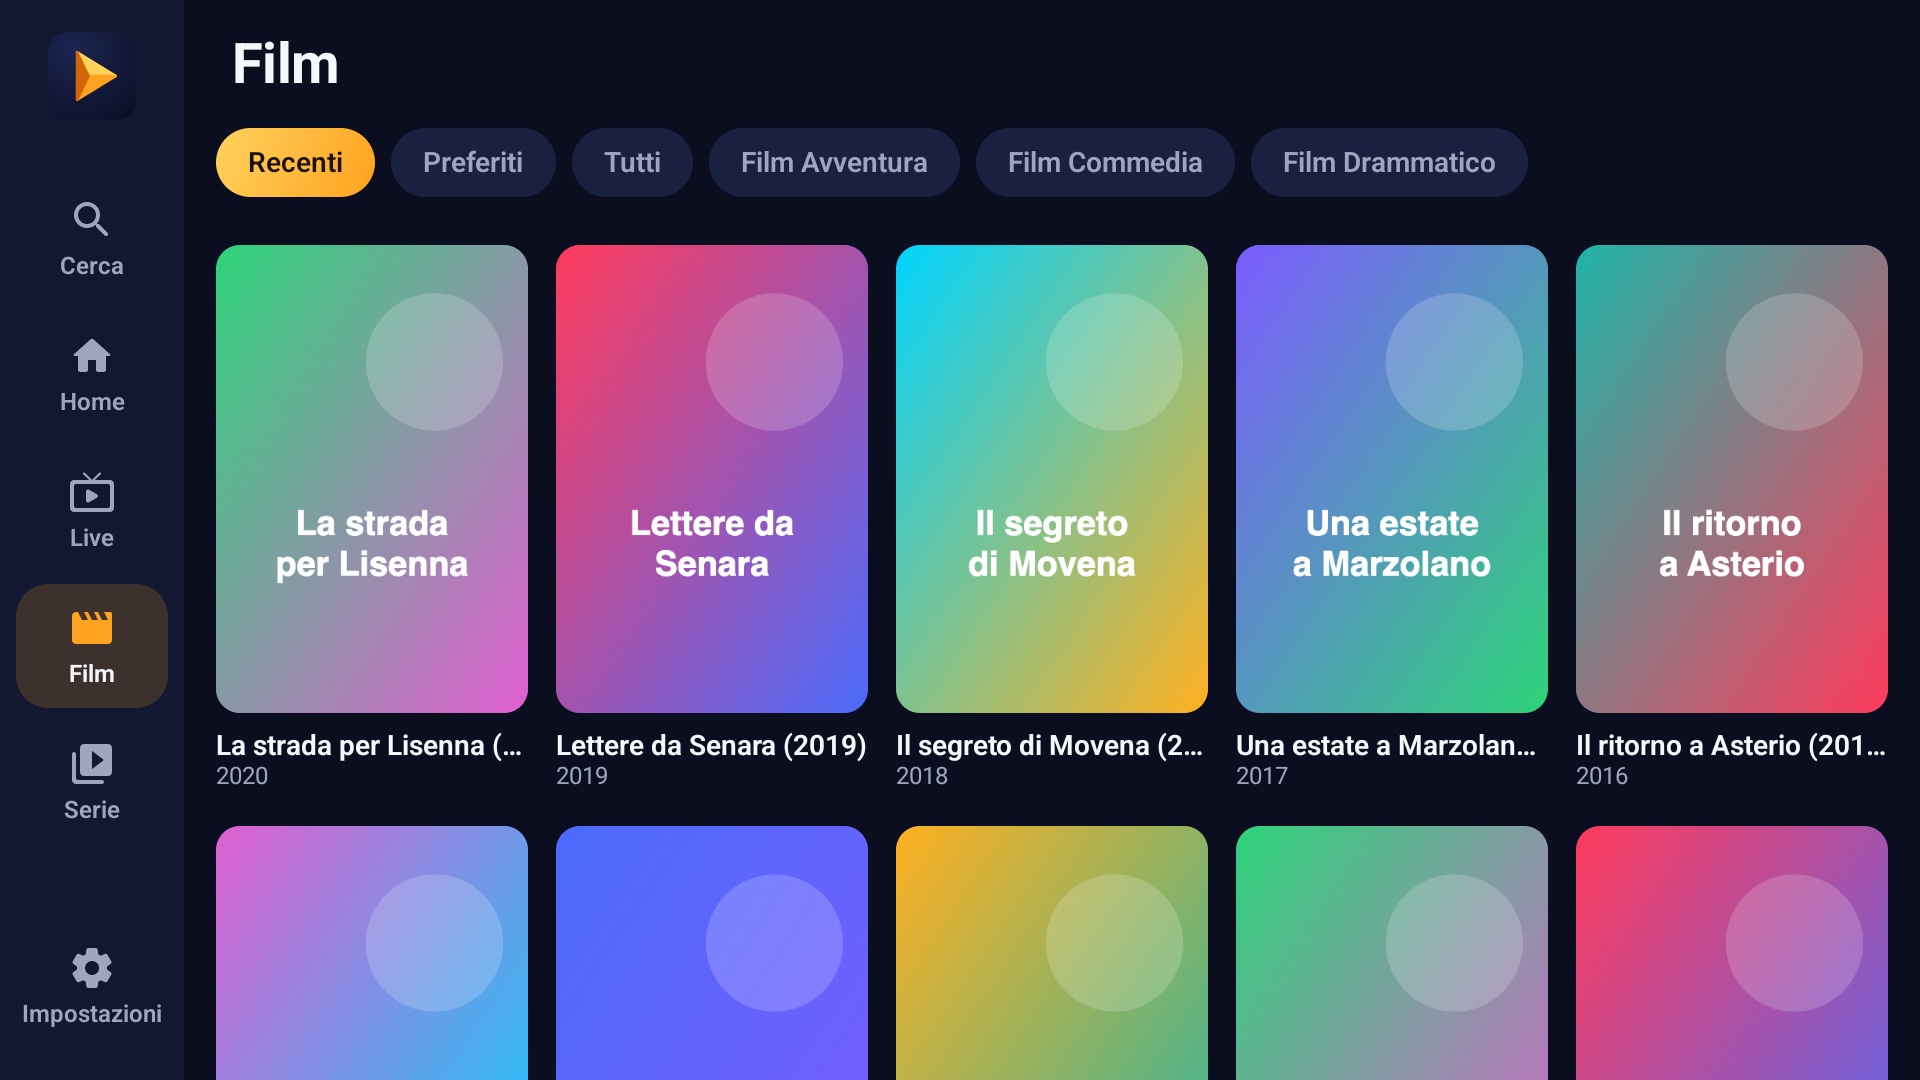 Film
Recenti
Preferiti
Tutti
Film Avventura
Film Commedia
Film Drammatico
Cerca
Home
Live
Film
Serie
Impostazioni
La strada
per Lisenna
Lettere da
Senara
Il segreto
di Movena
Una estate
a Marzolano
Il ritorno
a Asterio
La strada per Lisenna (...
2020
Lettere da Senara (2019)
2019
Il segreto di Movena (2...
2018
Una estate a Marzolan...
2017
Il ritorno a Asterio (201...
2016